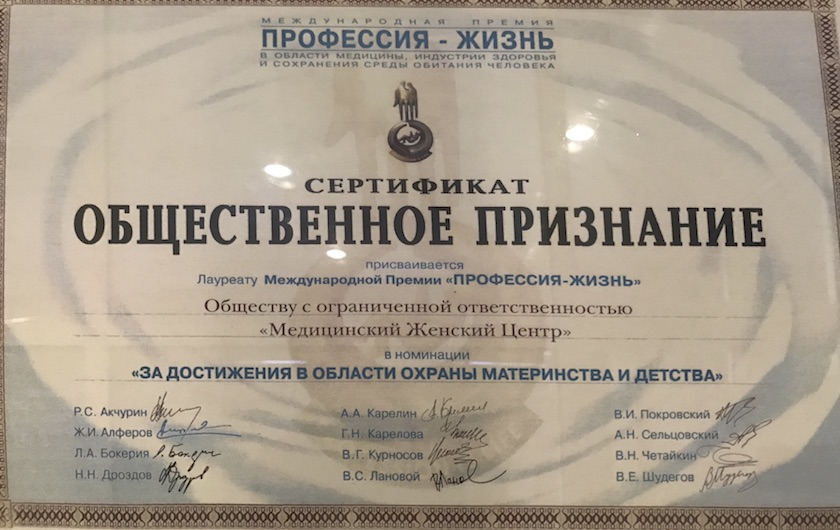 МЕЖДУНАРОДНАЯ ПРЕМИЯ
ПРОФЕССИЯ - ЖИЗНЬ
В ОБЛАСТИ МЕДИЦИНЫ, ИНДУСТРИИ ЗДОРОВЬЯ
И СОХРАНЕНИЯ СРЕДЫ ОБИТАНИЯ ЧЕЛОВЕКА
СЕРТИФИКАТ
ОБЩЕСТВЕННОЕ ПРИЗНАНИЕ
присваивается
Лауреату Международной Премии «ПРОФЕССИЯ-ЖИЗНЬ»
Обществу с ограниченной ответственностью
«Медицинский Женский Центр»
в номинации
«ЗА ДОСТИЖЕНИЯ В ОБЛАСТИ ОХРАНЫ МАТЕРИНСТВА И ДЕТСТВА»
Р.С. Акчурин
Ж.И. Алферов
Л.А. Бокерия
Н.Н. Дроздов
А.А. Карелин
Г.Н. Карелова
В.Г. Курносов
В.С. Лановой
В.И. Покровский
А.Н. Сельцовский
В.Н. Четайкин
В.Е. Шудегов